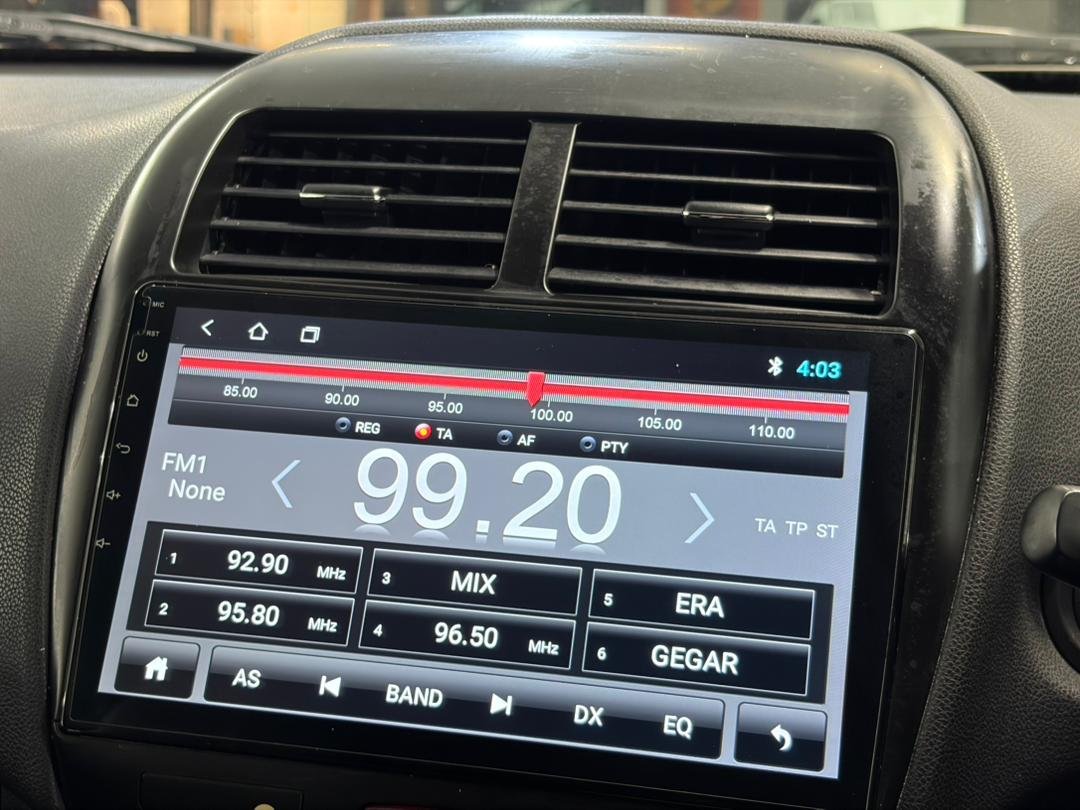 MIC
RST
4:03
85.00 90.00 95.00 100.00 105.00 110.00
REG TA AF PTY
FM1
None
99.20
TA TP ST
1 92.90 MHz
3 MIX
5 ERA
2 95.80 MHz
4 96.50 MHz
6 GEGAR
AS BAND DX EQ